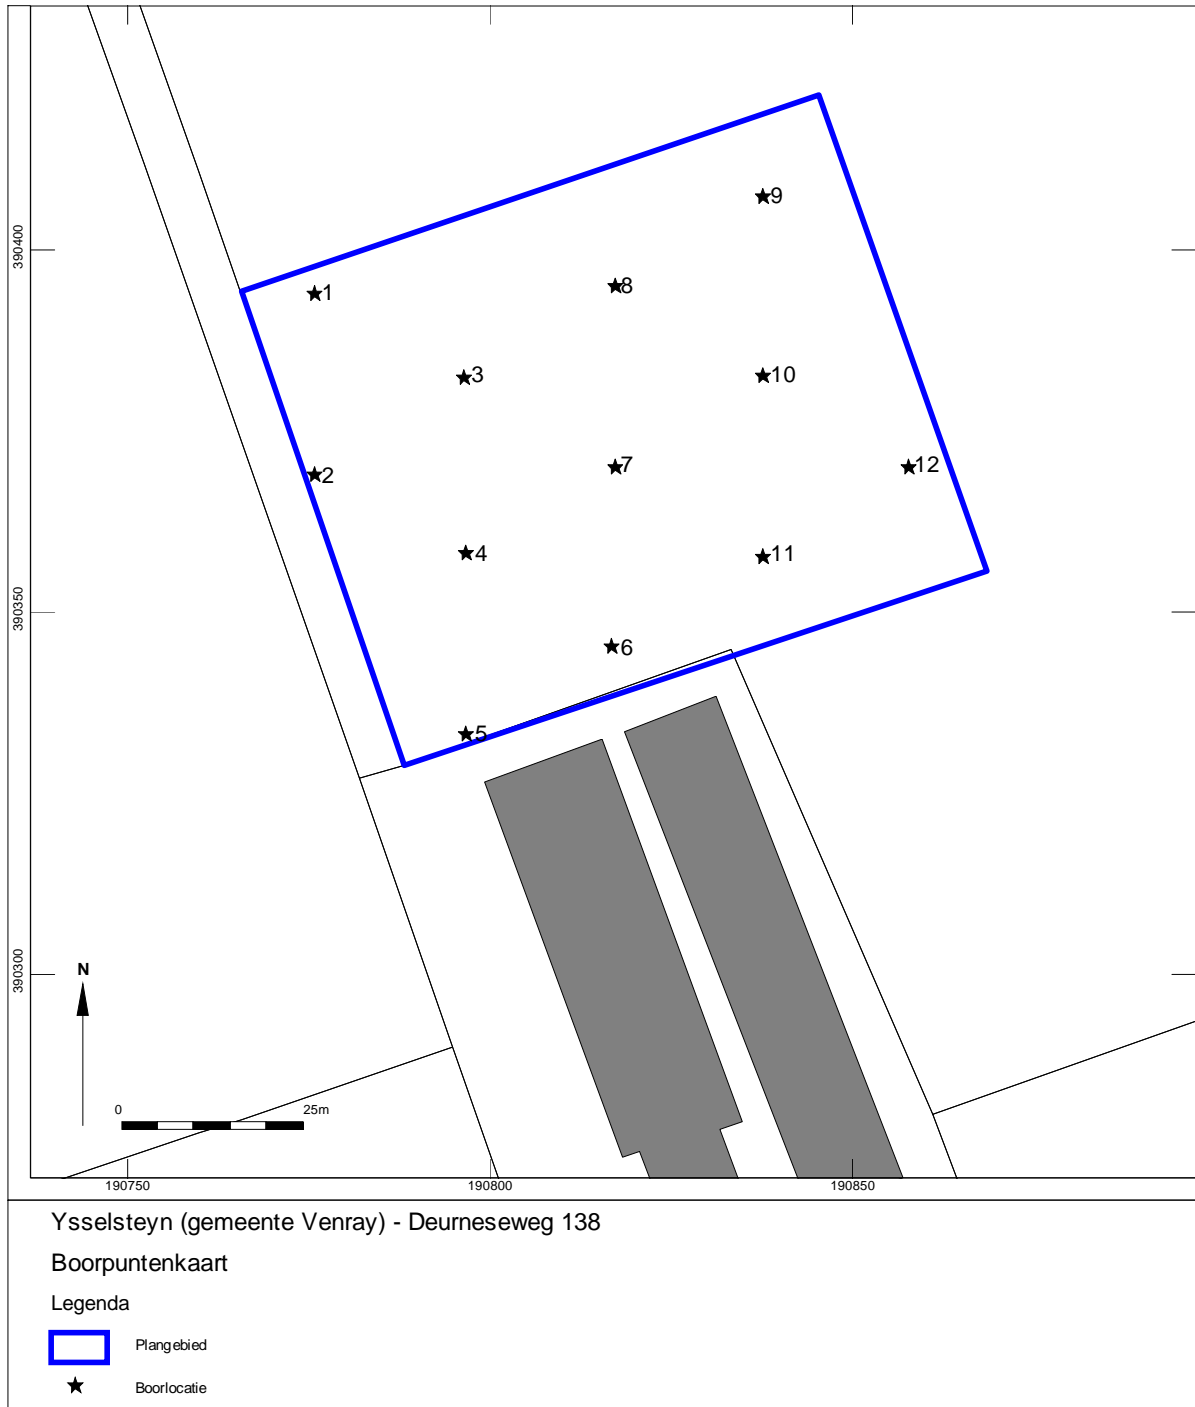 9
390400
8
1
3
10
7
12
2
4
11
390350
6
5
390300
N
0 25m
190750 190800 190850
Ysselsteyn (gemeente Venray) - Deurneseweg 138
Boorpuntenkaart
Legenda
Plangebied
Boorlocatie